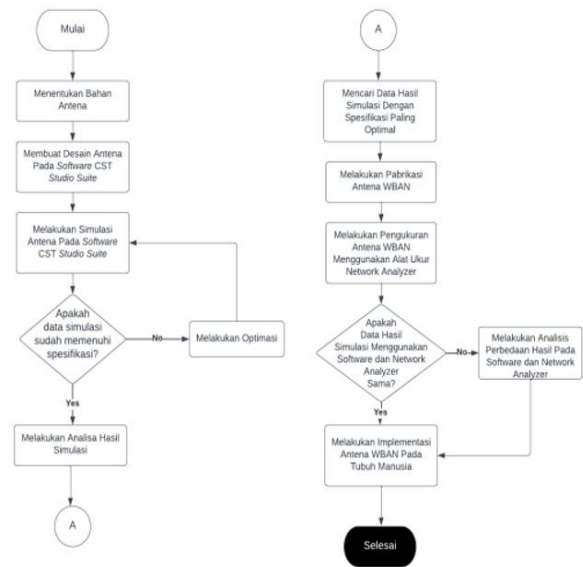 Mulai
Menentukan Bahan
Antena
Membuat Desain Antena
Pada Software CST
Studio Suite
Melakukan Simulasi
Antena Pada Software
CST Studio Suite
Apakah
data simulasi
sudah memenuhi
spesifikasi?
No
Melakukan Optimasi
Yes
Melakukan Analisa Hasil
Simulasi
A
A
Mencari Data Hasil
Simulasi Dengan
Spesifikasi Paling
Optimal
Melakukan Pabrikasi
Antena WBAN
Melakukan Pengukuran
Antena WBAN
Menggunakan Alat Ukur
Network Analyzer
Apakah
Data Hasil
Simulasi Menggunakan
Software dan Network
Analyzer
Sama?
No
Melakukan Analisis
Perbedaan Hasil Pada
Software dan Network
Analyzer
Yes
Melakukan Implementasi
Antena WBAN Pada
Tubuh Manusia
Selesai